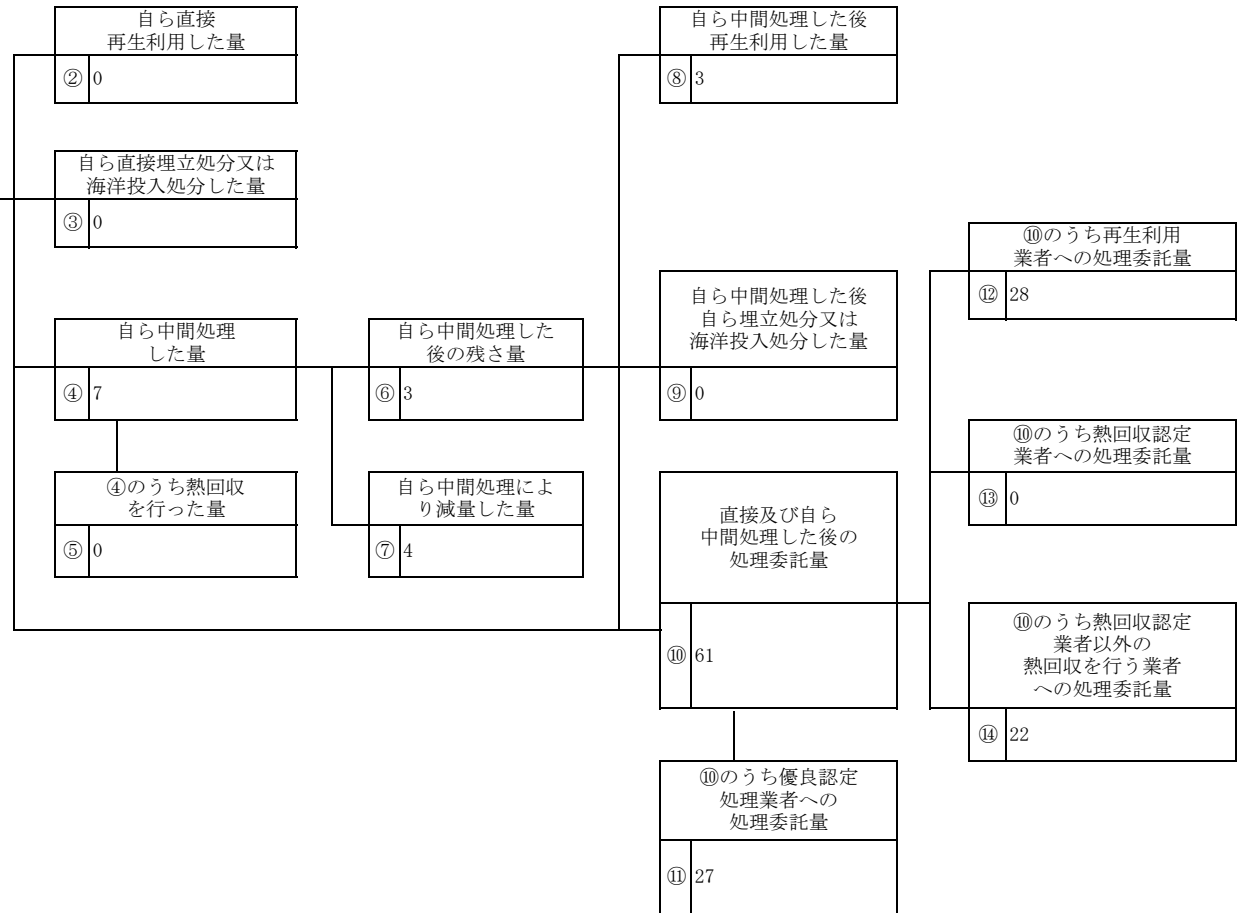 自ら直接
再生利用した量
② 0
自ら直接埋立処分又は
海洋投入処分した量
③ 0
自ら中間処理
した量
④ 7
④のうち熱回収
を行った量
⑤ 0
自ら中間処理した
後の残さ量
⑥ 3
自ら中間処理によ
り減量した量
⑦ 4
自ら中間処理した後
再生利用した量
⑧ 3
自ら中間処理した後
自ら埋立処分又は
海洋投入処分した量
⑨ 0
直接及び自ら
中間処理した後の
処理委託量
⑩ 61
⑩のうち優良認定
処理業者への
処理委託量
⑪ 27
⑩のうち再生利用
業者への処理委託量
⑫ 28
⑩のうち熱回収認定
業者への処理委託量
⑬ 0
⑩のうち熱回収認定
業者以外の
熱回収を行う業者
への処理委託量
⑭ 22